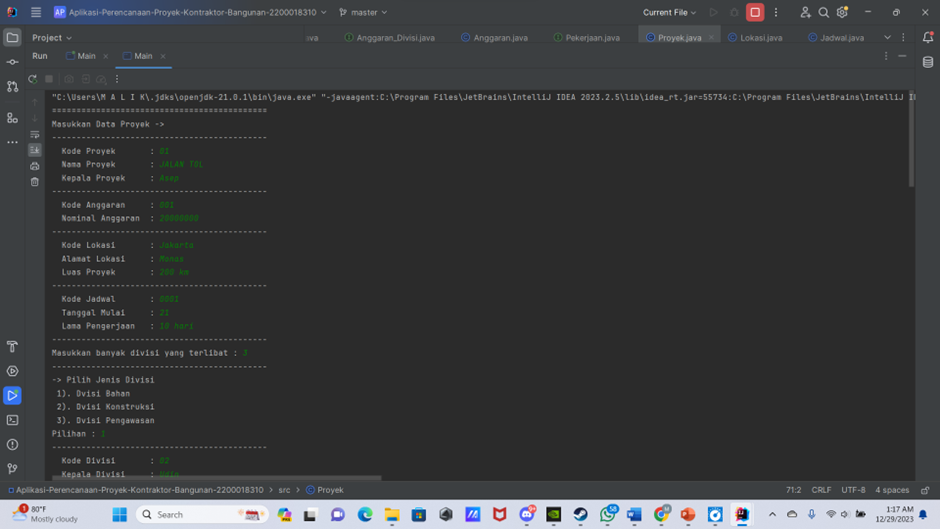 AP Aplikasi-Perencanaan-Proyek-Kontraktor-Bangunan-2200018310 master Current File
Project
ava Anggaran_Divisi.java Anggaran.java Pekerjaan.java Proyek.java Lokasi.java Jadwal.java
Run Main Main
"C:\Users\M A L I K\.jdks\openjdk-21.0.1\bin\java.exe" "-javaagent:C:\Program Files\JetBrains\IntelliJ IDEA 2023.2.5\lib\idea_rt.jar=55734:C:\Program Files\JetBrains\IntelliJ
========================================
Masukkan Data Proyek ->
----------------------------------------
Kode Proyek : 01
Nama Proyek : JALAN TOL
Kepala Proyek : Asep
----------------------------------------
Kode Anggaran : 001
Nominal Anggaran : 20000000
----------------------------------------
Kode Lokasi : Jakarta
Alamat Lokasi : Monas
Luas Proyek : 200 km
----------------------------------------
Kode Jadwal : 0001
Tanggal Mulai : 21
Lama Pengerjaan : 10 hari
----------------------------------------
Masukkan banyak divisi yang terlibat : 3
----------------------------------------
-> Pilih Jenis Divisi
1). Dvisi Bahan
2). Dvisi Konstruksi
3). Dvisi Pengawasan
Pilihan : 1
----------------------------------------
Kode Divisi : 02
Kepala Divisi :
Aplikasi-Perencanaan-Proyek-Kontraktor-Bangunan-2200018310 > src > Proyek 71:2 CRLF UTF-8 4 spaces
80°F
Mostly cloudy
Search
1:17 AM
12/29/2023